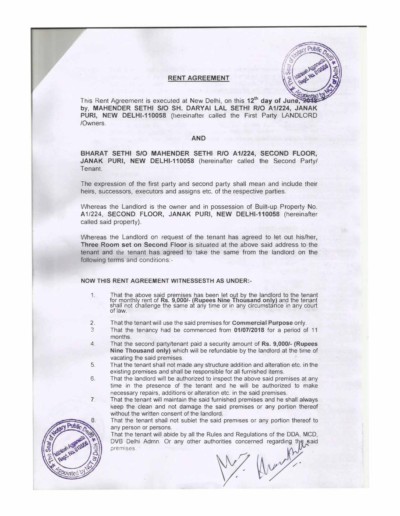 RENT AGREEMENT
This Rent Agreement is executed at New Delhi, on this 12th day of June,
by, MAHENDER SETHI S/O SH. DARYAI LAL SETHI R/O A1/224, JANAK
PURI, NEW DELHI-110058 (hereinafter called the First Party LANDLORD
/Owners.
AND
BHARAT SETHI S/O MAHENDER SETHI R/O A1/224, SECOND FLOOR,
JANAK PURI, NEW DELHI-110058 (hereinafter called the Second Party/
Tenant.
The expression of the first party and second party shall mean and include their
heirs, successors, executors and assigns etc. of the respective parties.
Whereas the Landlord is the owner and in possession of Built-up Property No.
A1/224, SECOND FLOOR, JANAK PURI, NEW DELHI-110058 (hereinafter
called said property).
Whereas the Landlord on request of the tenant has agreed to let out his/her,
Three Room set on Second Floor is situated at the above said address to the
tenant and the tenant has agreed to take the same from the landlord on the
following terms and conditions -
NOW THIS RENT AGREEMENT WITNESSESTH AS UNDER:-
1. That the above said premises has been let out by the landlord to the tenant
for monthly rent of Rs. 9,000/- (Rupees Nine Thousand only) and the tenant
shall not challenge the same at any time or in any circumstance in any court
of law.
2. That the tenant will use the said premises for Commercial Purpose only.
3 That the tenancy had be commenced from 01/07/2018 for a period of 11
months.
4. That the second party/tenant paid a security amount of Rs. 9,000/- (Rupees
Nine Thousand only) which will be refundable by the landlord at the time of
vacating the said premises.
5. That the tenant shall not made any structure addition and alteration etc. in the
existing premises and shall be responsible for all furnished items.
6. That the landlord will be authorized to inspect the above said premises at any
time in the presence of the tenant and he will be authorized to make
necessary repairs, additions or alteration etc. in the said premises.
7 That the tenant will maintain the said furnished premises and he shall always
keep the clean and not damage the said premises or any portion thereof
without the written consent of the landlord.
8. That the tenant shall not sublet the said premises or any portion thereof to
any person or persons.
That the tenant will abide by all the Rules and Regulations of the DDA, MCD,
DVB Delhi Admn. Or any other authorities concerned regarding the said
premises